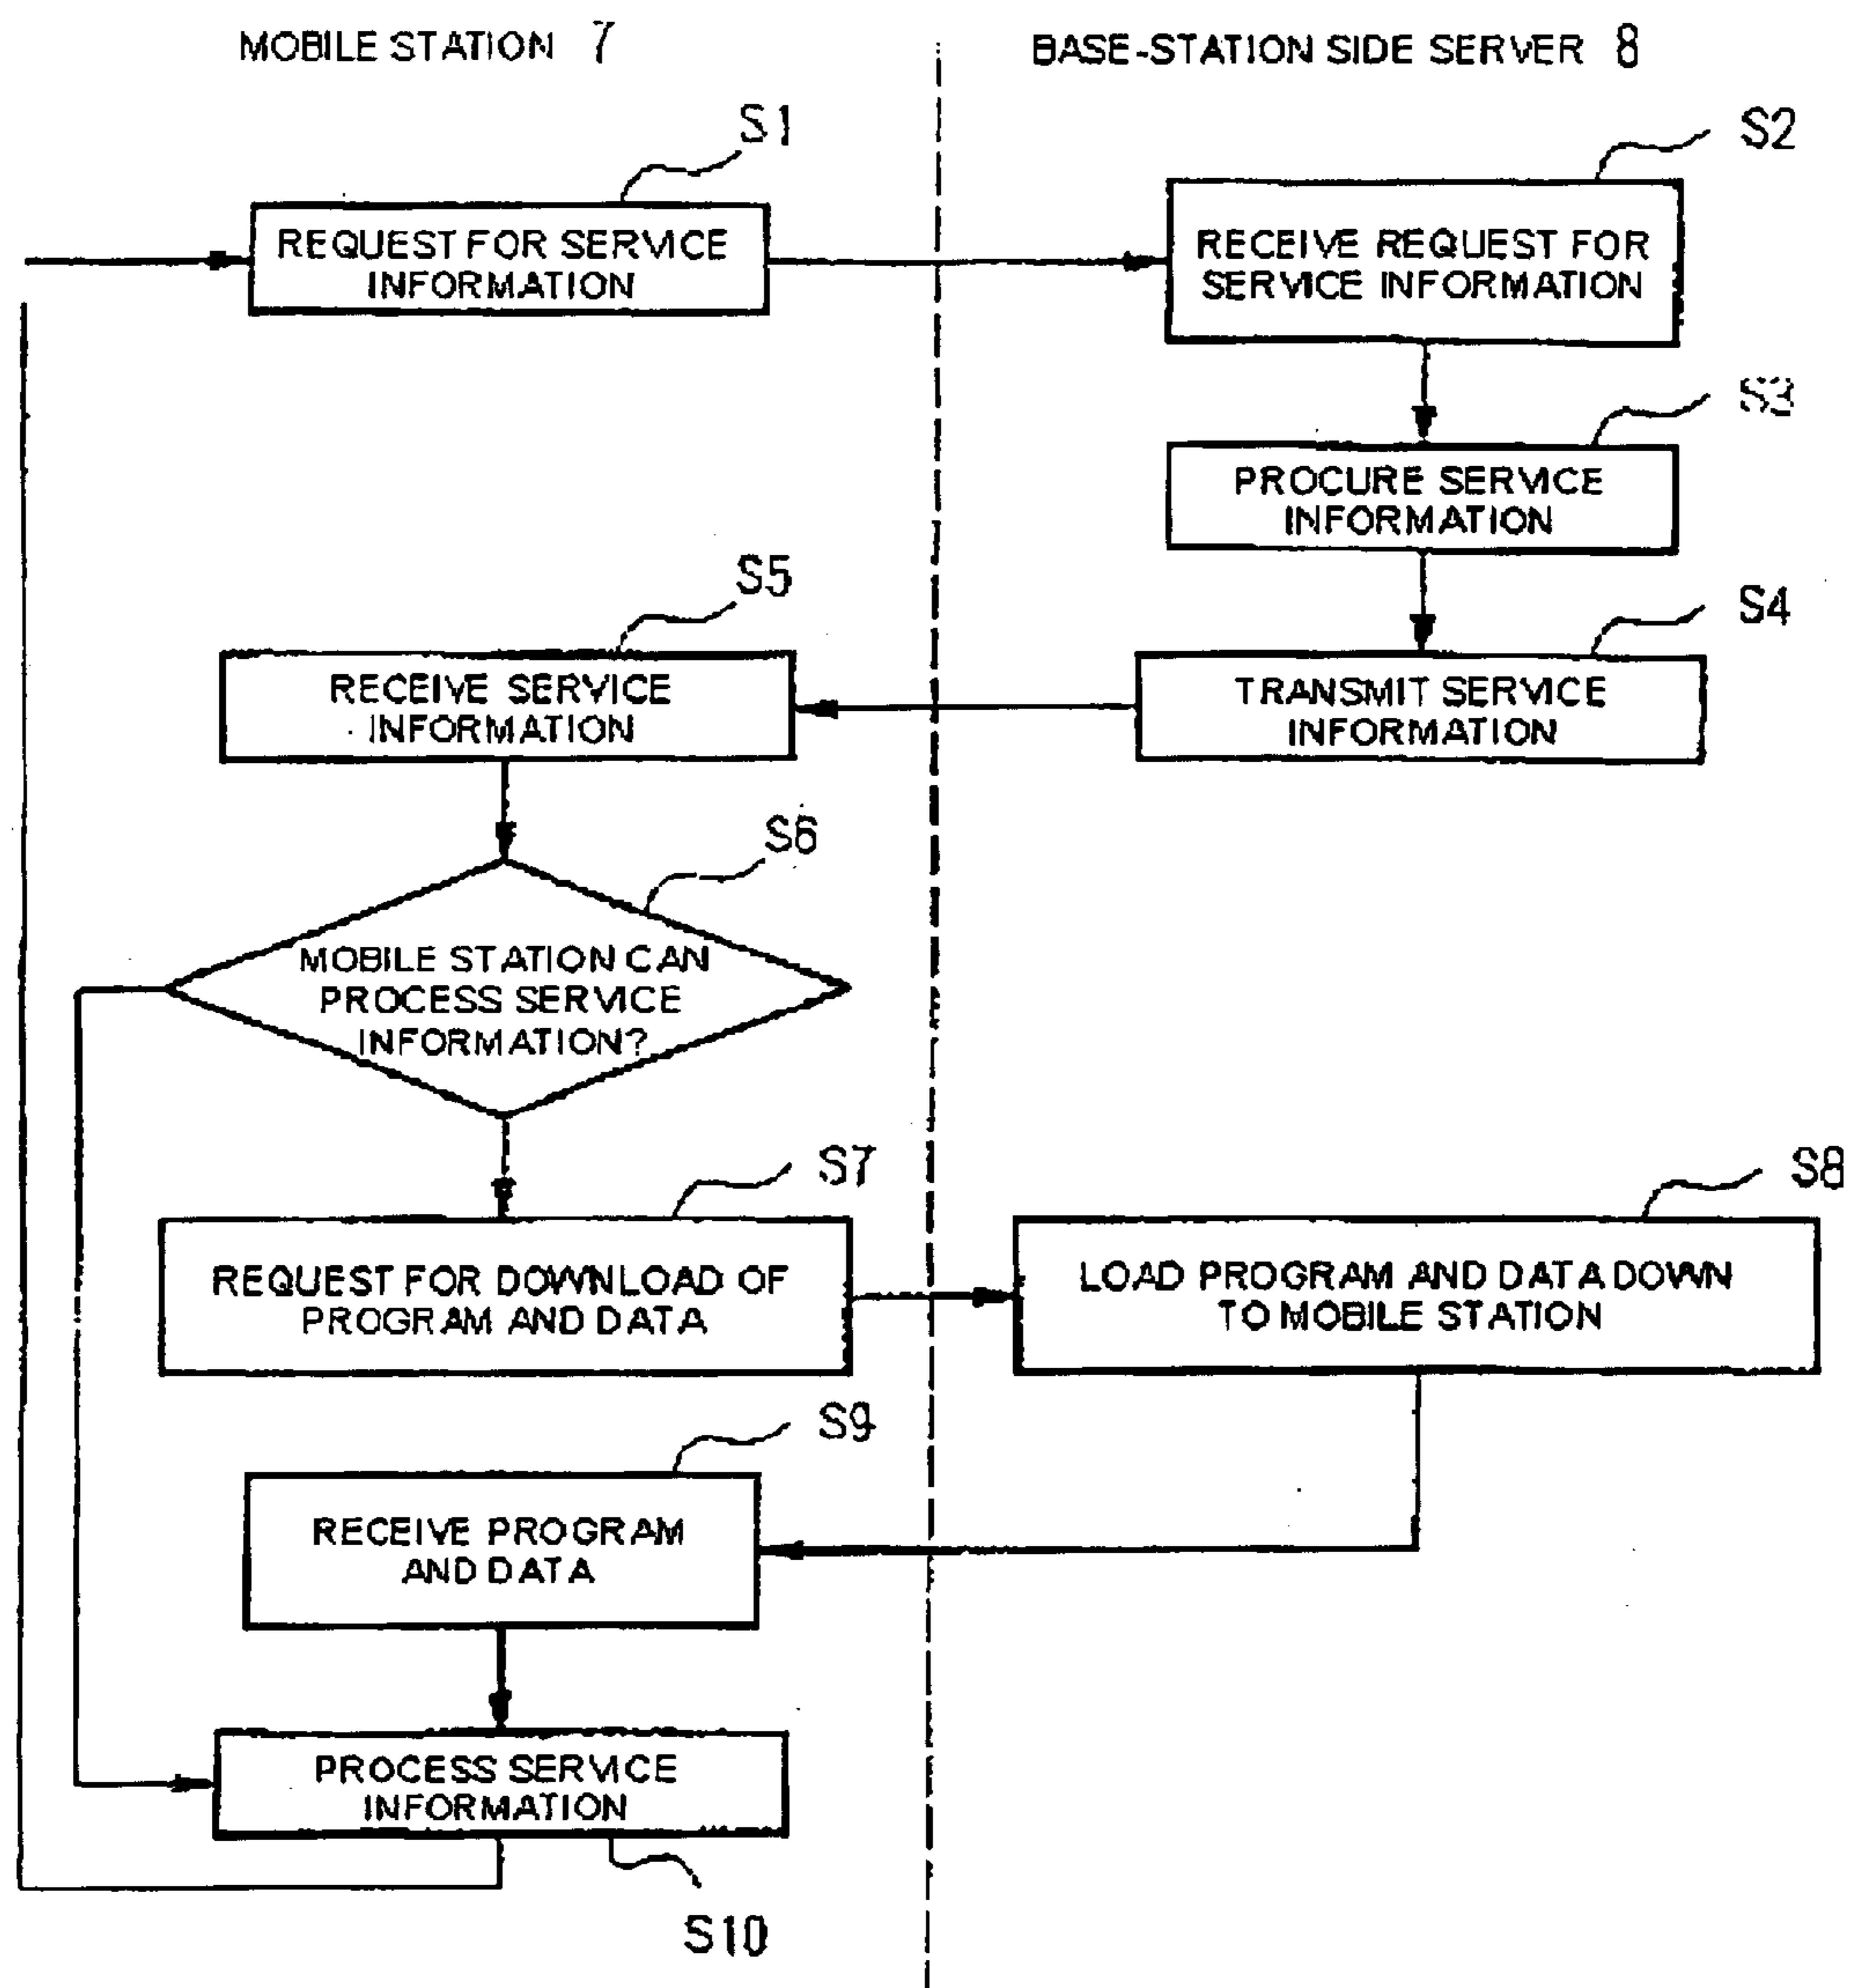 MOBILE STATION 7
BASE-STATION SIDE SERVER 8
S1
REQUEST FOR SERVICE
INFORMATION
S2
RECEIVE REQUEST FOR
SERVICE INFORMATION
S3
PROCURE SERVICE
INFORMATION
S4
TRANSMIT SERVICE
INFORMATION
S5
RECEIVE SERVICE
INFORMATION
S6
MOBILE STATION CAN
PROCESS SERVICE
INFORMATION?
S7
REQUEST FOR DOWNLOAD OF
PROGRAM AND DATA
S8
LOAD PROGRAM AND DATA DOWN
TO MOBILE STATION
S9
RECEIVE PROGRAM
AND DATA
PROCESS SERVICE
INFORMATION
S10